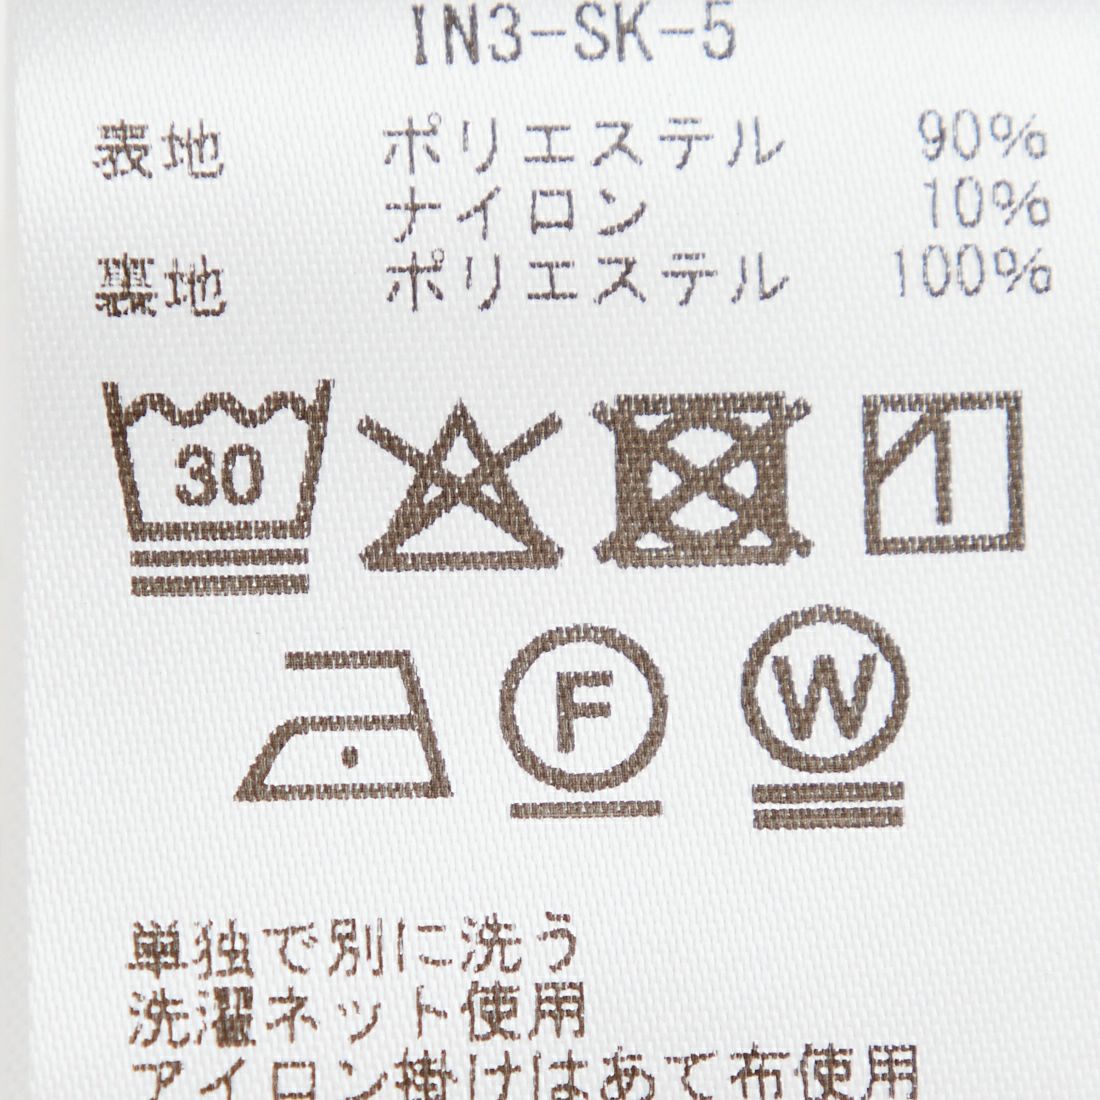 IN3-SK-5
表地 ポリエステル 90%
ナイロン 10%
裏地 ポリエステル 100%
30
F W
単独で別に洗う
洗濯ネット使用
アイロン掛けはあて布使用